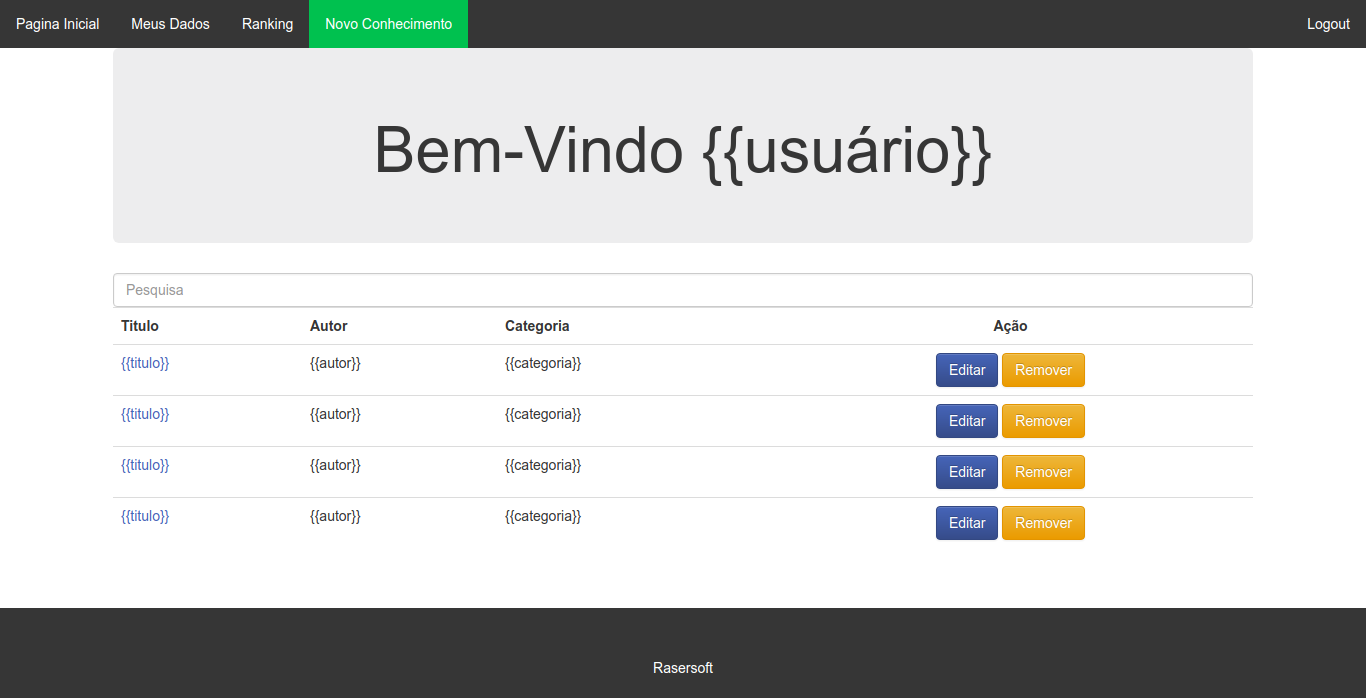 Pagina Inicial Meus Dados Ranking Novo Conhecimento Logout
Bem-Vindo {{usuário}}
Pesquisa
Titulo Autor Categoria Ação
{{titulo}} {{autor}} {{categoria}} Editar Remover
{{titulo}} {{autor}} {{categoria}} Editar Remover
{{titulo}} {{autor}} {{categoria}} Editar Remover
{{titulo}} {{autor}} {{categoria}} Editar Remover
Rasersoft